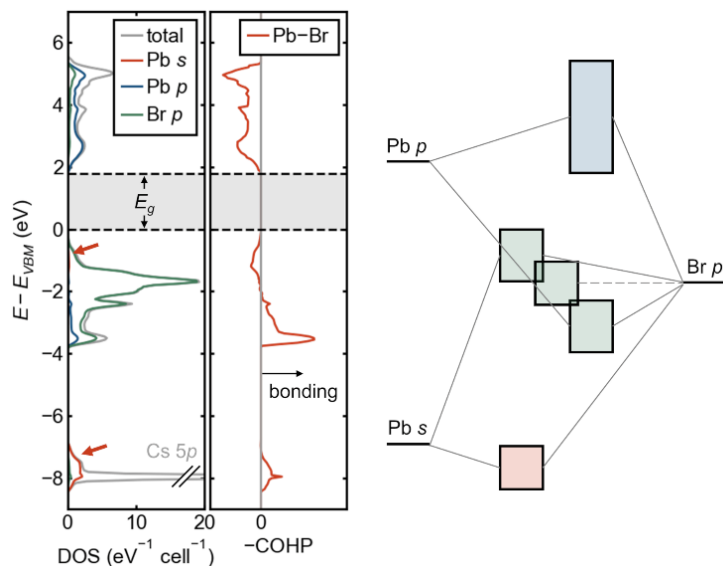 total
Pb s
Pb p
Br p
Pb−Br
6
4
2
0
−2
−4
−6
−8
E − E_VBM (eV)
E_g
Cs 5p
bonding
0 10 20
0
DOS (eV⁻¹ cell⁻¹)
−COHP
Pb p
Br p
Pb s